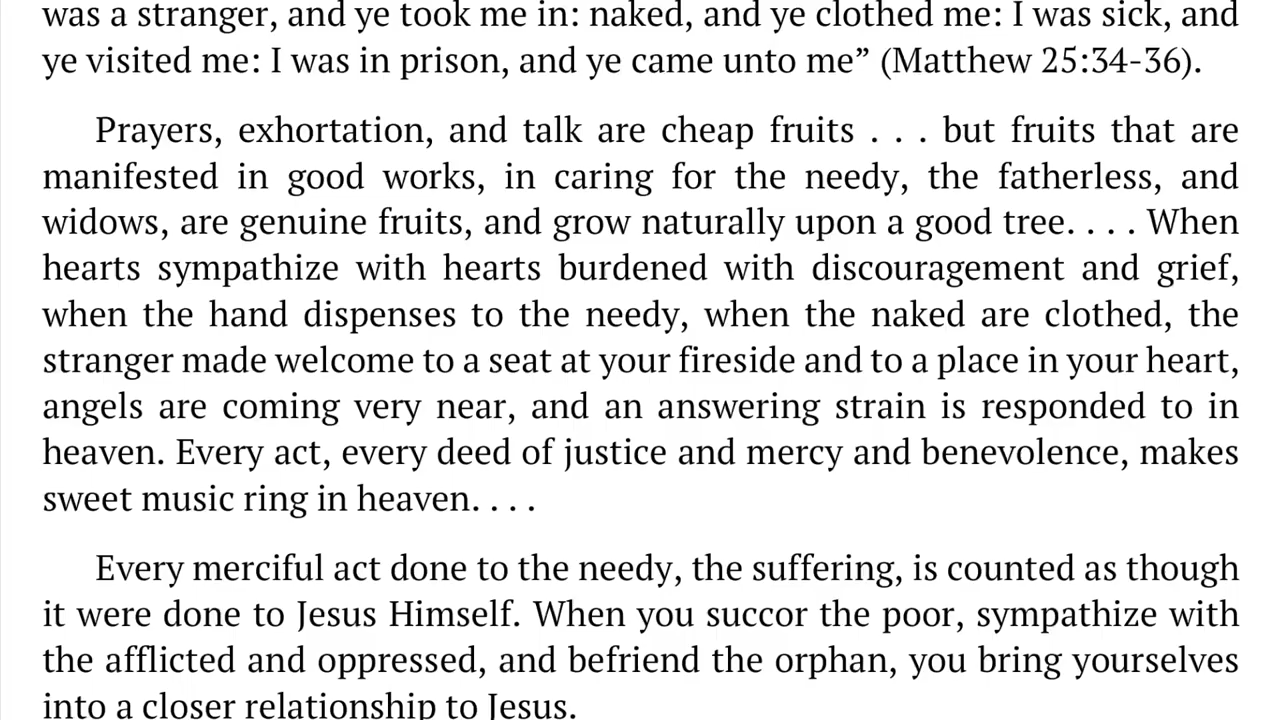 was a stranger, and ye took me in: naked, and ye clothed me: I was sick, and
ye visited me: I was in prison, and ye came unto me” (Matthew 25:34-36).
Prayers, exhortation, and talk are cheap fruits . . . but fruits that are
manifested in good works, in caring for the needy, the fatherless, and
widows, are genuine fruits, and grow naturally upon a good tree. . . . When
hearts sympathize with hearts burdened with discouragement and grief,
when the hand dispenses to the needy, when the naked are clothed, the
stranger made welcome to a seat at your fireside and to a place in your heart,
angels are coming very near, and an answering strain is responded to in
heaven. Every act, every deed of justice and mercy and benevolence, makes
sweet music ring in heaven. . . .
Every merciful act done to the needy, the suffering, is counted as though
it were done to Jesus Himself. When you succor the poor, sympathize with
the afflicted and oppressed, and befriend the orphan, you bring yourselves
into a closer relationship to Jesus.